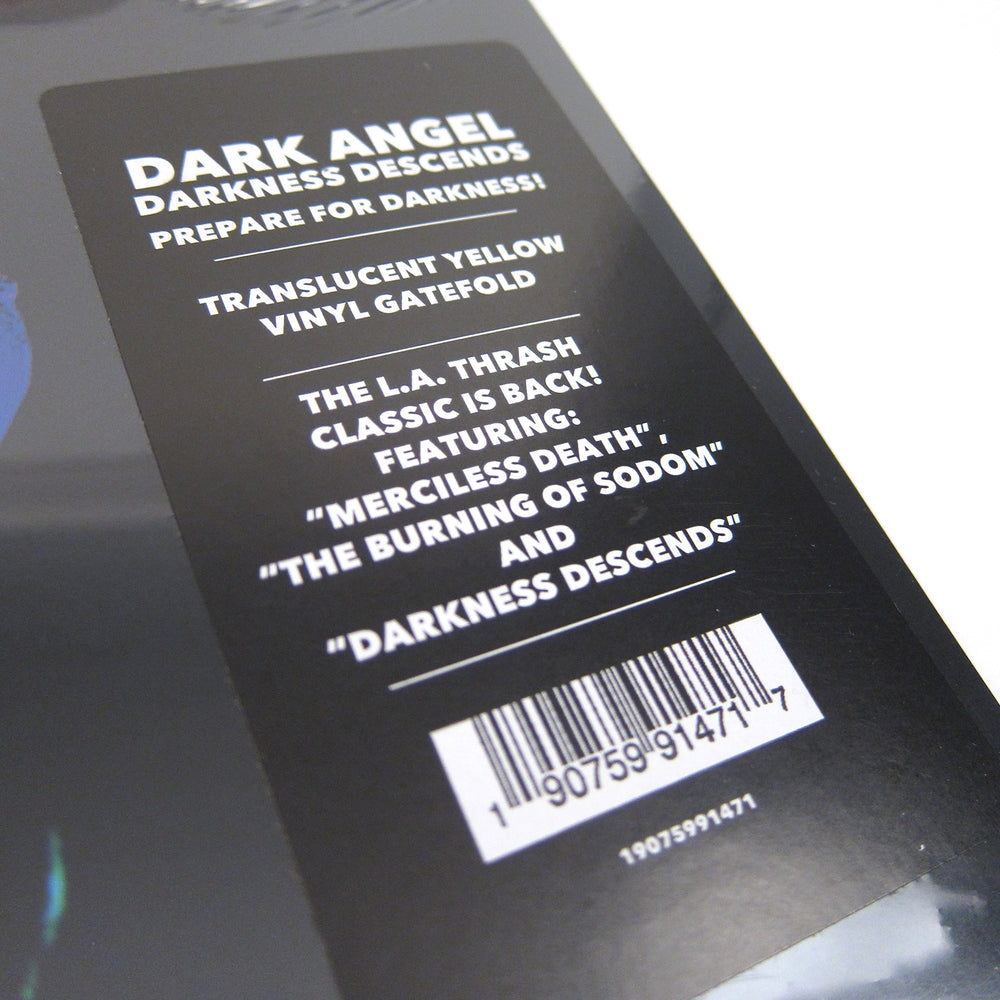 DARK ANGEL
DARKNESS DESCENDS
PREPARE FOR DARKNESS!
TRANSLUCENT YELLOW
VINYL GATEFOLD
THE L.A. THRASH
CLASSIC IS BACK!
FEATURING:
“MERCILESS DEATH”,
“THE BURNING OF SODOM”
AND
“DARKNESS DESCENDS”
1 90759 91471 7
19075991471